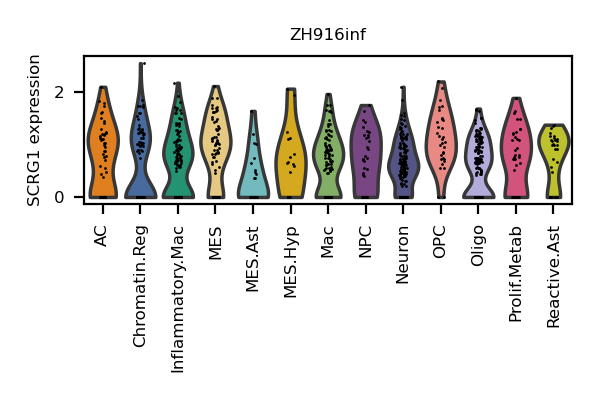 ZH916inf
SCRG1 expression
2
0
AC
Chromatin.Reg
Inflammatory.Mac
MES
MES.Ast
MES.Hyp
Mac
NPC
Neuron
OPC
Oligo
Prolif.Metab
Reactive.Ast